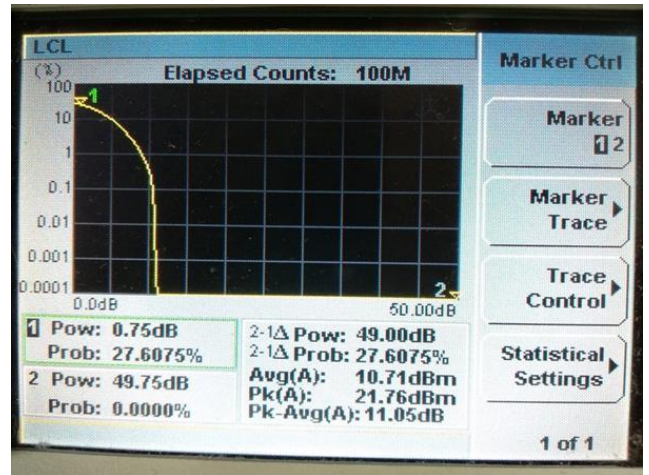 LCL
Marker Ctrl
(%)
Elapsed Counts: 100M
100
1
10
1
0.1
0.01
0.001
0.0001
2
0.0dB
50.00dB
Marker
1 2
Marker
Trace
Trace
Control
Statistical
Settings
1 of 1
1 Pow: 0.75dB
Prob: 27.6075%
2 Pow: 49.75dB
Prob: 0.0000%
2-1Δ Pow: 49.00dB
2-1Δ Prob: 27.6075%
Avg(A): 10.71dBm
Pk(A): 21.76dBm
Pk-Avg(A): 11.05dB